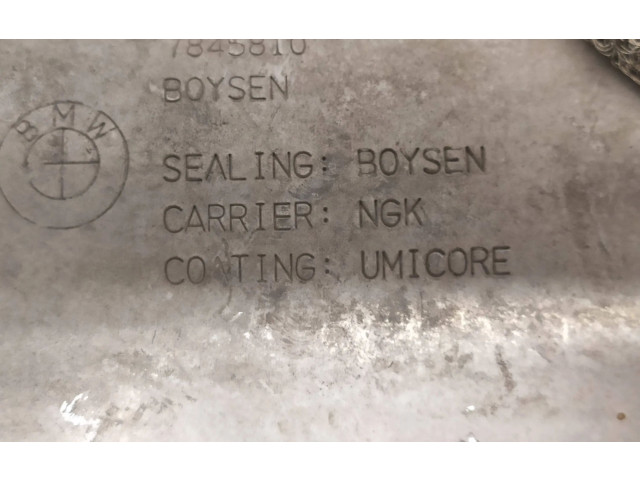 7845810
BOYSEN
BMW
SEALING: BOYSEN
CARRIER: NGK
COATING: UMICORE